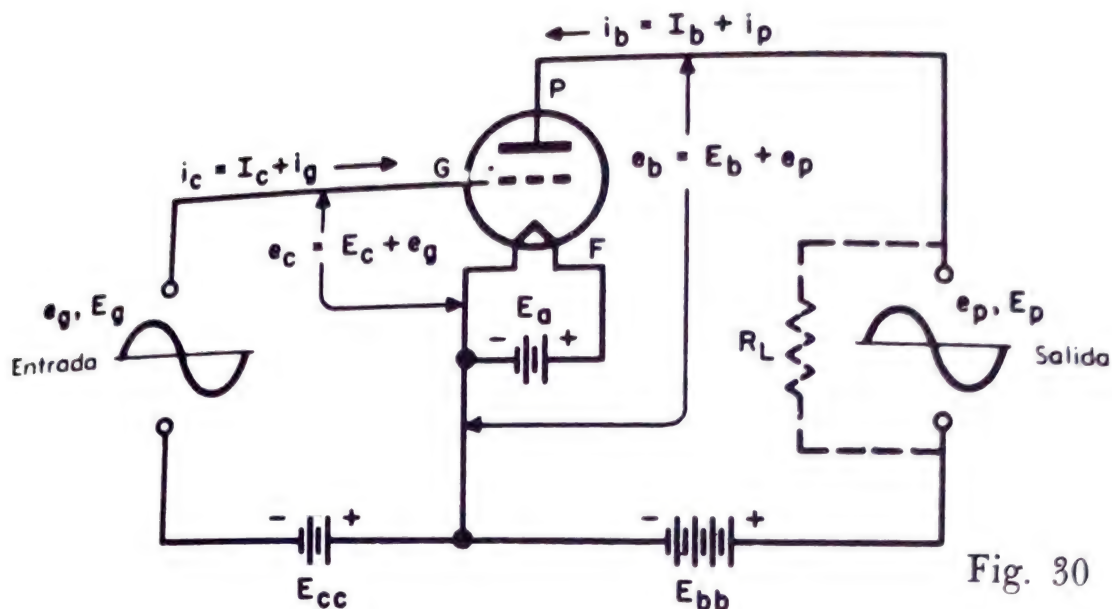 ← i_b = I_b + i_p
P
i_c = I_c + i_g →
G
e_b = E_b + e_p
e_c = E_c + e_g
F
e_g, E_g
E_a
- +
e_p, E_p
Entrada
R_L
Salida
- +
- +
E_cc
E_bb
Fig. 30